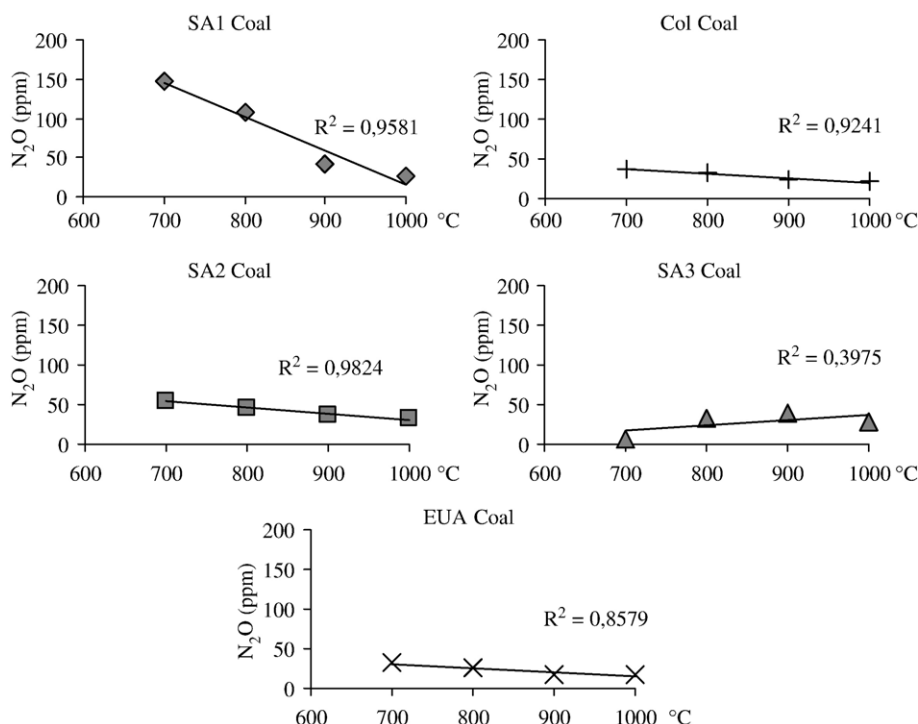 SA1 Coal
200
150
100
50
0
N2O (ppm)
R² = 0,9581
600 700 800 900 1000 °C
Col Coal
200
150
100
50
0
N2O (ppm)
R² = 0,9241
600 700 800 900 1000 °C
SA2 Coal
200
150
100
50
0
N2O (ppm)
R² = 0,9824
600 700 800 900 1000 °C
SA3 Coal
200
150
100
50
0
N2O (ppm)
R² = 0,3975
600 700 800 900 1000 °C
EUA Coal
200
150
100
50
0
N2O (ppm)
R² = 0,8579
600 700 800 900 1000 °C